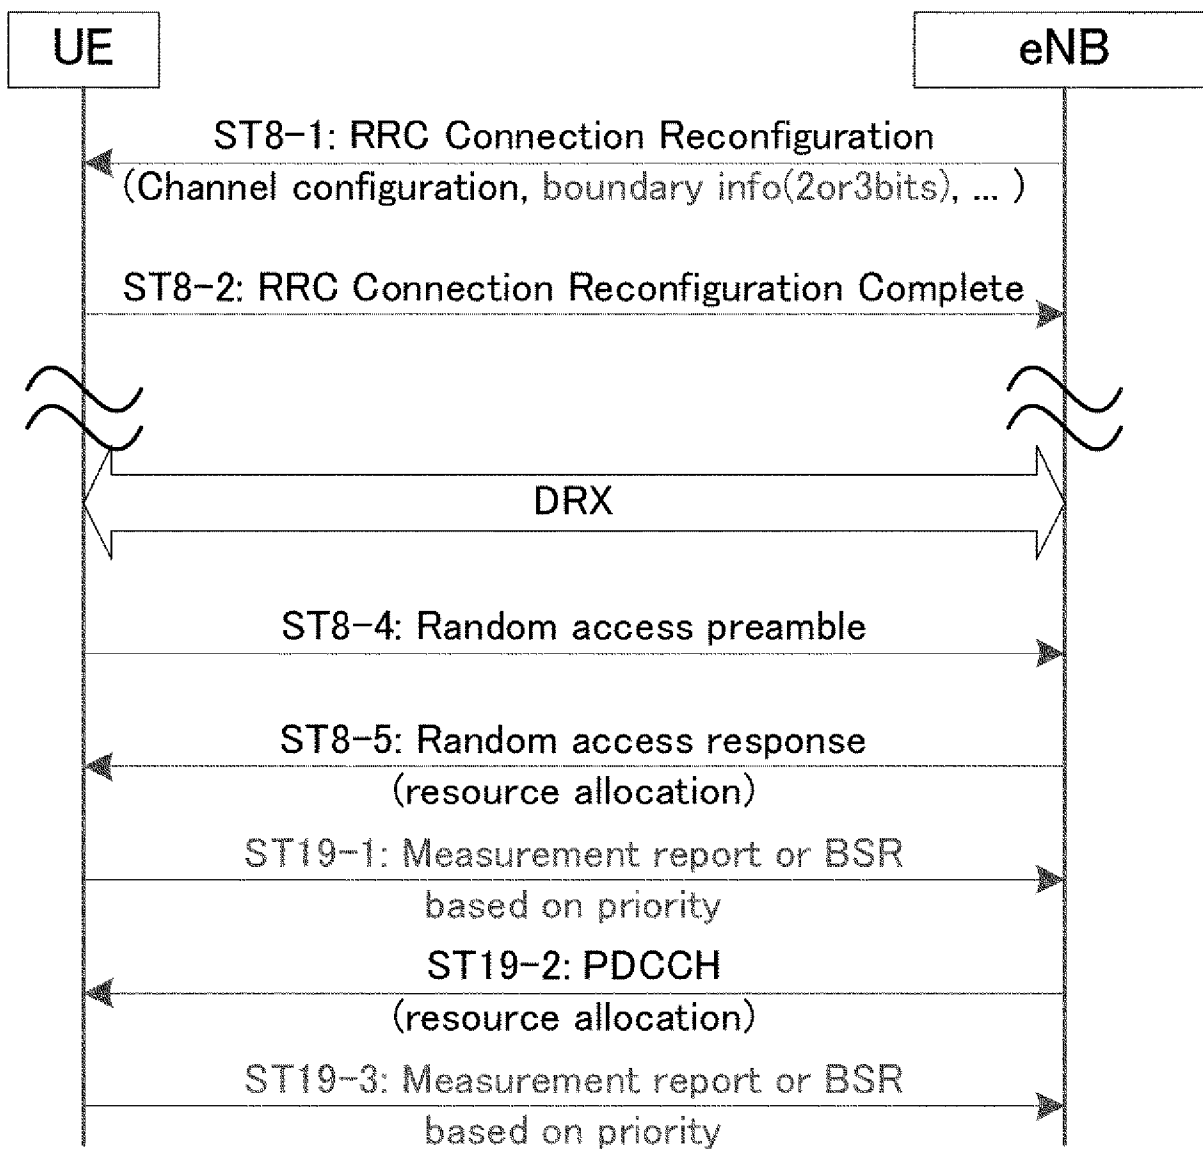 UE
eNB
ST8-1: RRC Connection Reconfiguration
(Channel configuration, boundary info(2or3bits), ... )
ST8-2: RRC Connection Reconfiguration Complete
DRX
ST8-4: Random access preamble
ST8-5: Random access response
(resource allocation)
ST19-1: Measurement report or BSR
based on priority
ST19-2: PDCCH
(resource allocation)
ST19-3: Measurement report or BSR
based on priority